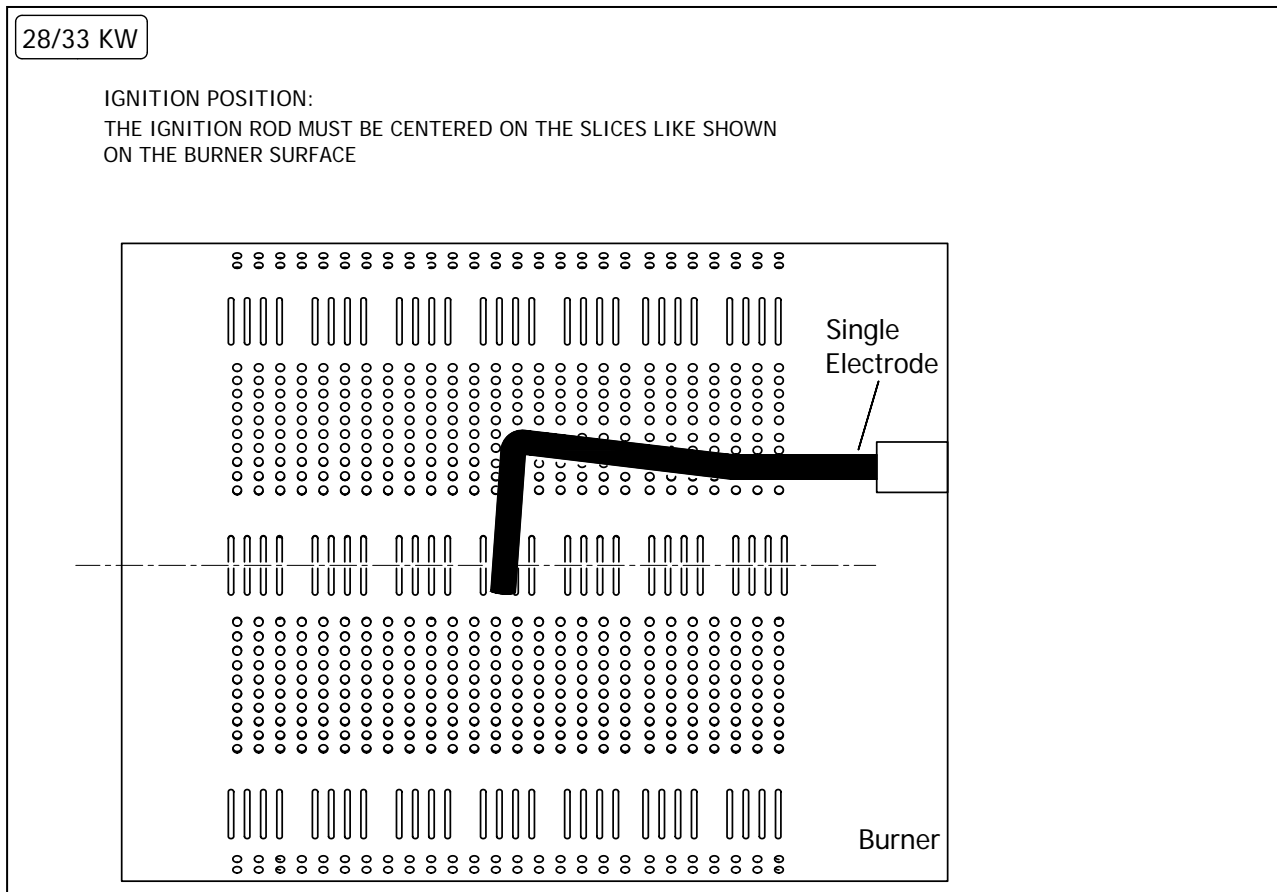 28/33 KW
IGNITION POSITION:
THE IGNITION ROD MUST BE CENTERED ON THE SLICES LIKE SHOWN
ON THE BURNER SURFACE
Single
Electrode
Burner